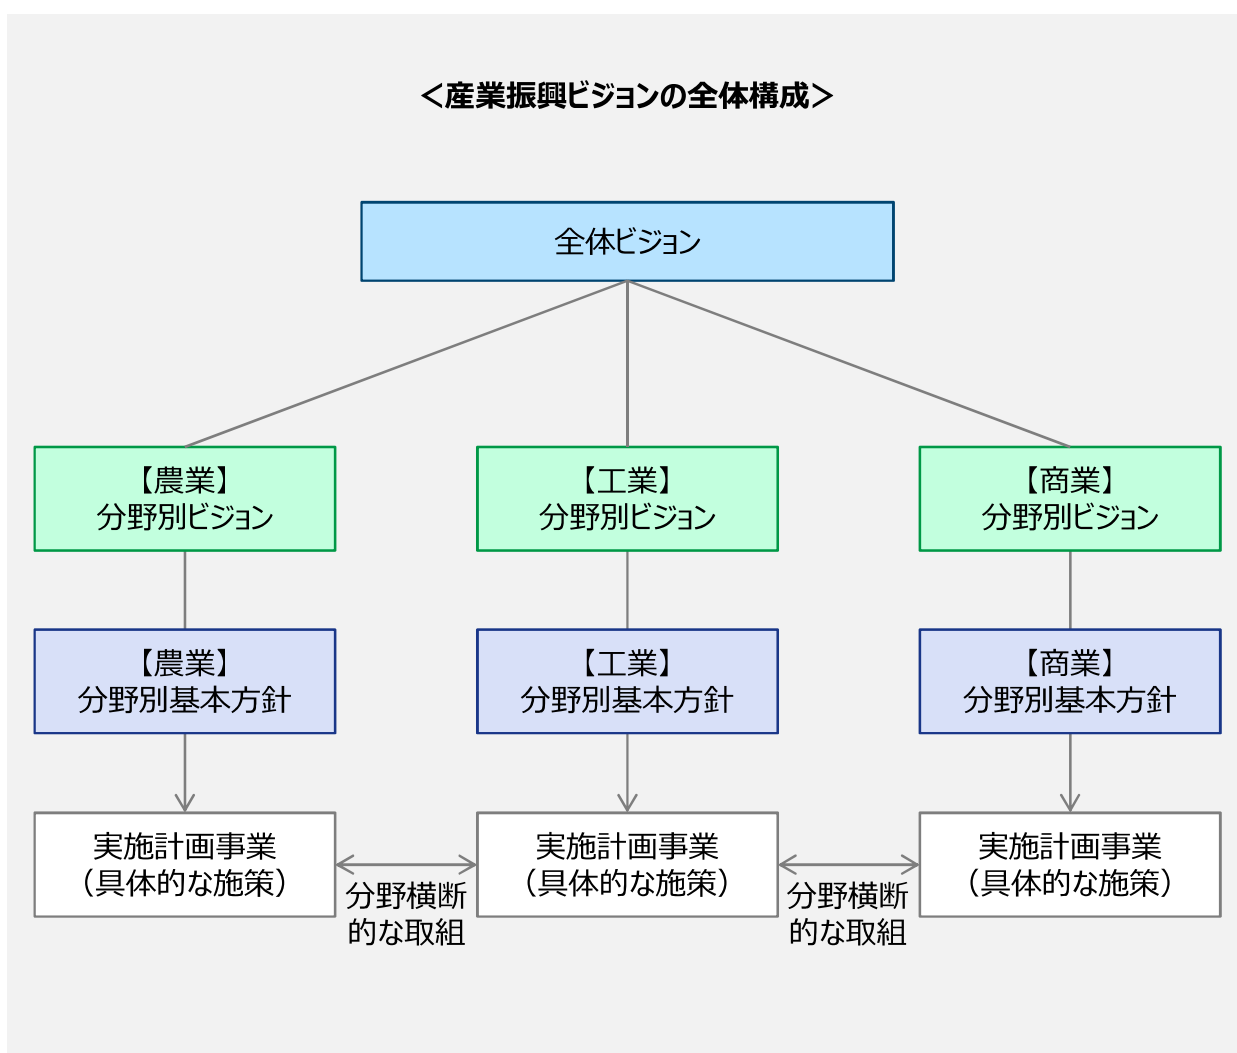 ＜産業振興ビジョンの全体構成＞
全体ビジョン
【農業】
分野別ビジョン
【工業】
分野別ビジョン
【商業】
分野別ビジョン
【農業】
分野別基本方針
【工業】
分野別基本方針
【商業】
分野別基本方針
実施計画事業
（具体的な施策）
実施計画事業
（具体的な施策）
実施計画事業
（具体的な施策）
分野横断
的な取組
分野横断
的な取組